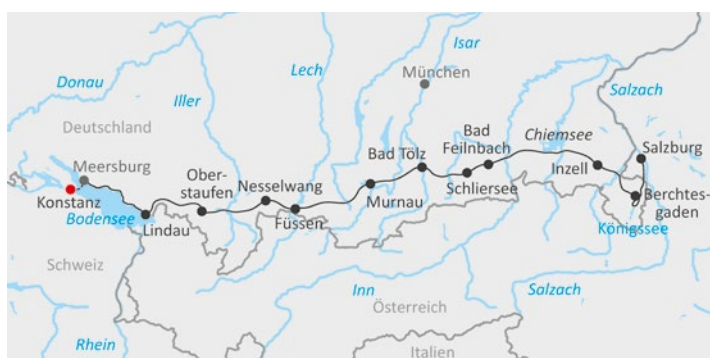 Isar
Lech
München
Donau
Iller
Salzach
Deutschland
Bad
Feilnbach
Chiemsee
Salzburg
Meersburg
Ober-
staufen
Nesselwang
Bad Tölz
Inzell
Konstanz
Schliersee
Berchtes-
gaden
Murnau
Bodensee
Lindau
Füssen
Königssee
Schweiz
Inn
Salzach
Österreich
Rhein
Italien